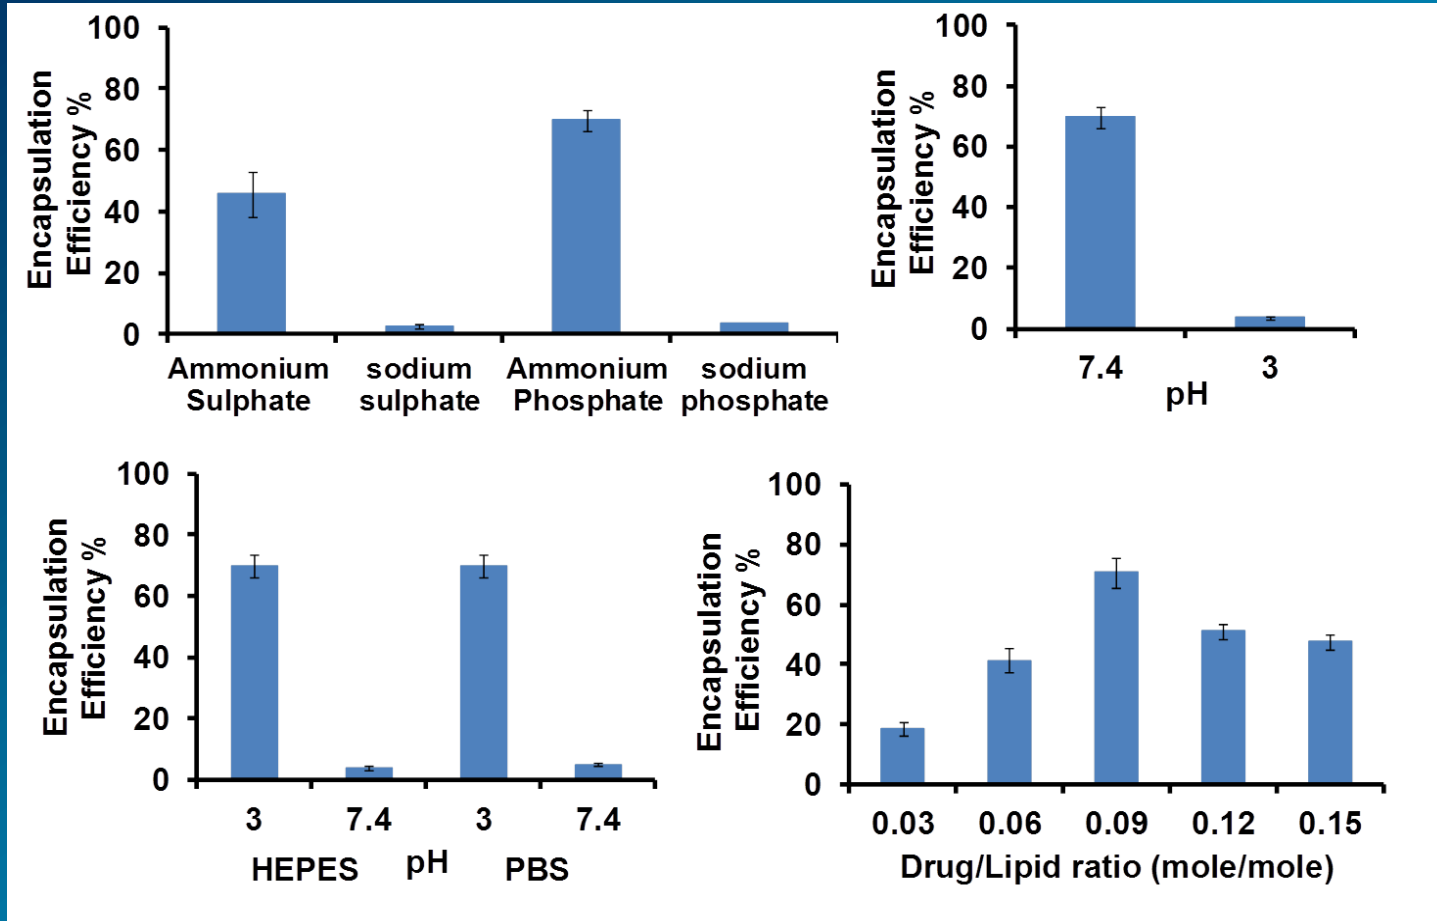 Encapsulation
Efficiency %
100
80
60
40
20
0
Ammonium
Sulphate
sodium
sulphate
Ammonium
Phosphate
sodium
phosphate
Encapsulation
Efficiency %
100
80
60
40
20
0
7.4
3
pH
Encapsulation
Efficiency %
100
80
60
40
20
0
3
7.4
3
7.4
HEPES
pH
PBS
Encapsulation
Efficiency %
100
80
60
40
20
0
0.03
0.06
0.09
0.12
0.15
Drug/Lipid ratio (mole/mole)